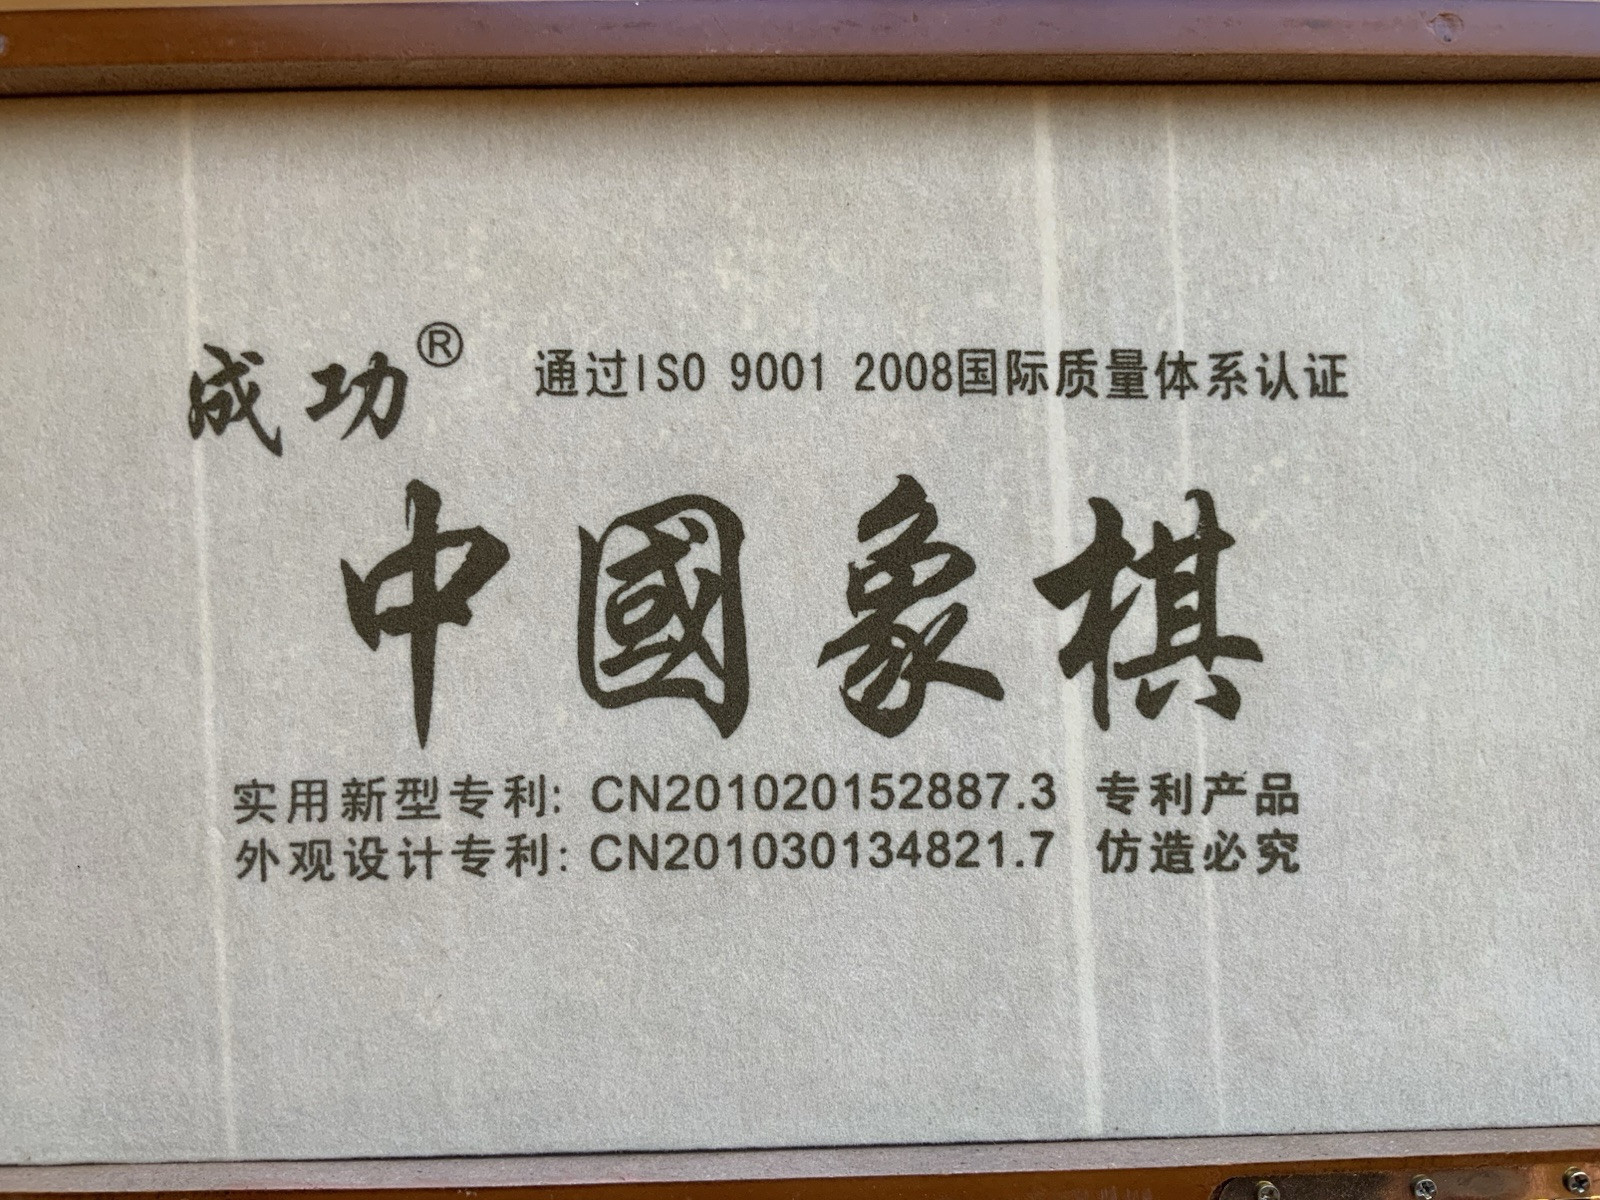 成功® 通过ISO 9001 2008国际质量体系认证
中國象棋
实用新型专利: CN201020152887.3 专利产品
外观设计专利: CN201030134821.7 仿造必究